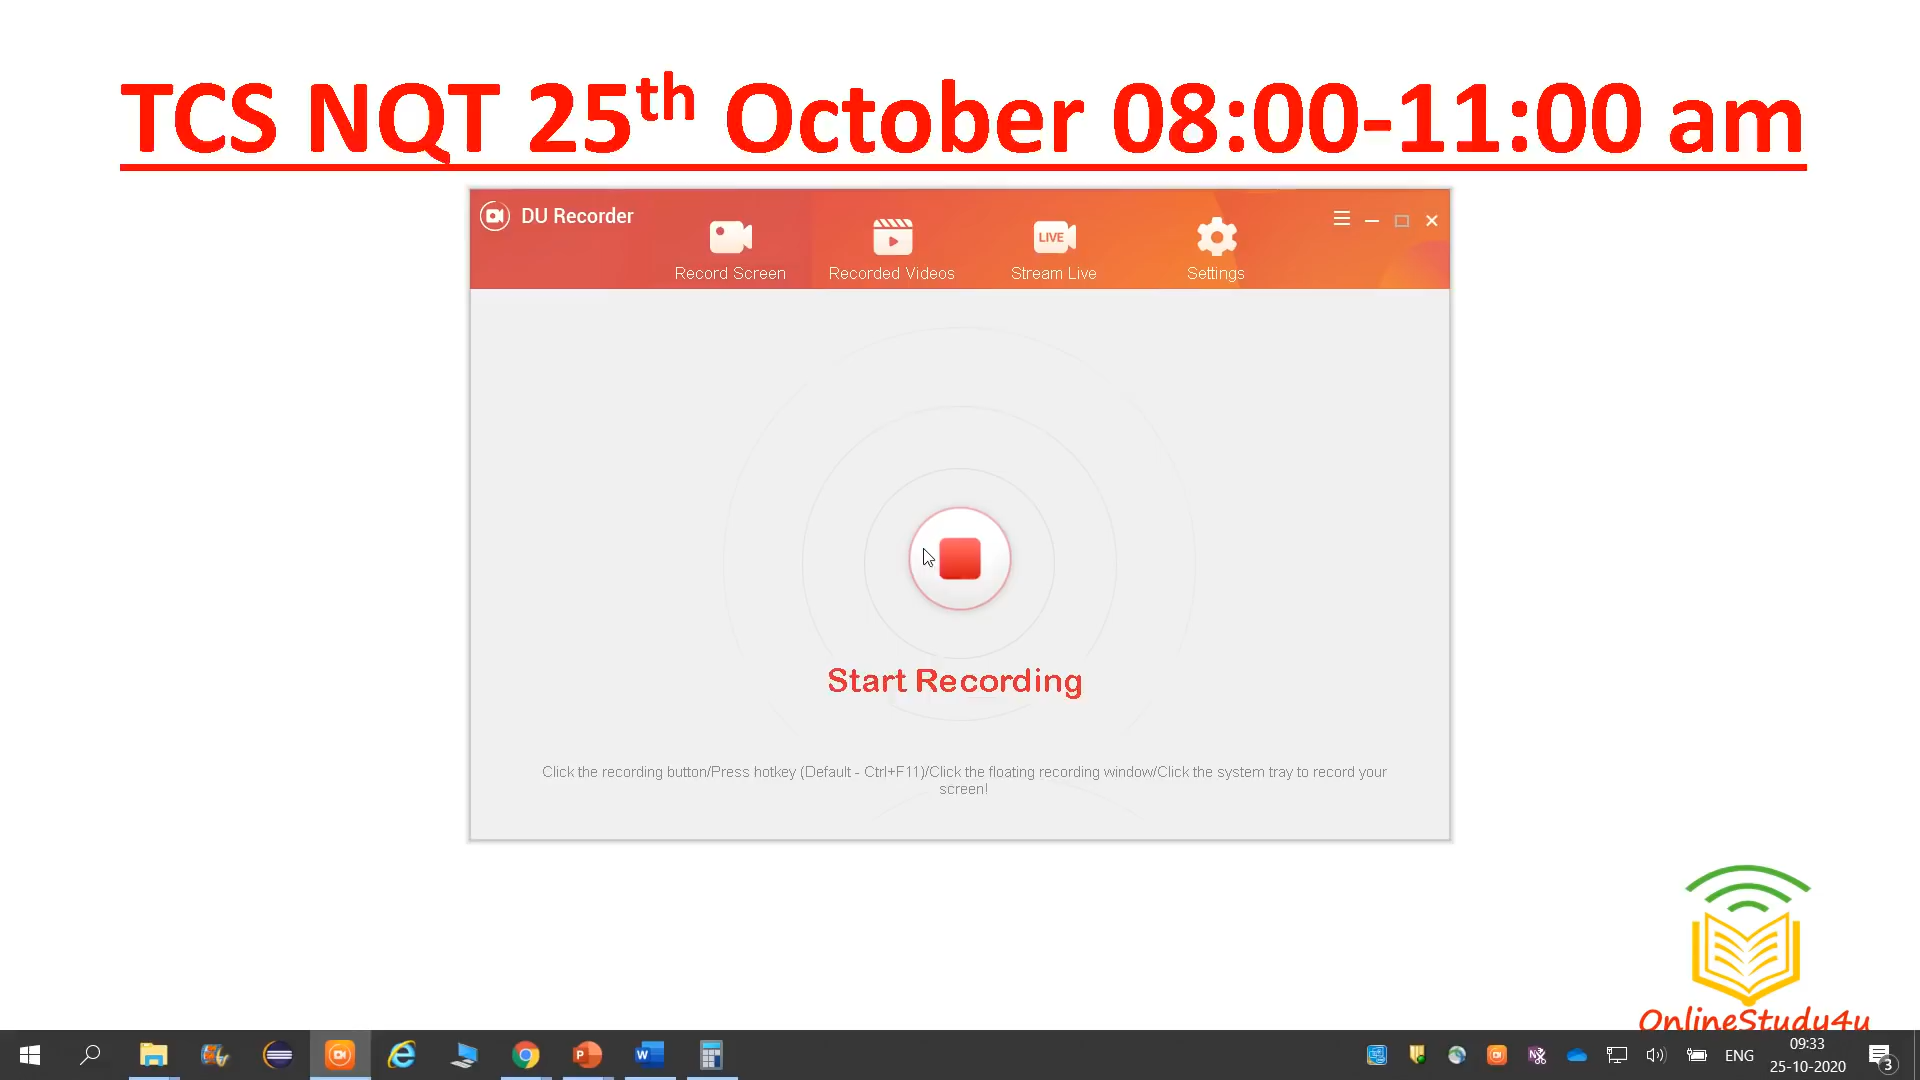 TCS NQT 25th October 08:00-11:00 am
DU Recorder
Record Screen
Recorded Videos
LIVE
Stream Live
Settings
Start Recording
Click the recording button/Press hotkey (Default - Ctrl+F11)/Click the floating recording window/Click the system tray to record your
screen!
OnlineStudy4u
ENG
09:33
25-10-2020
3